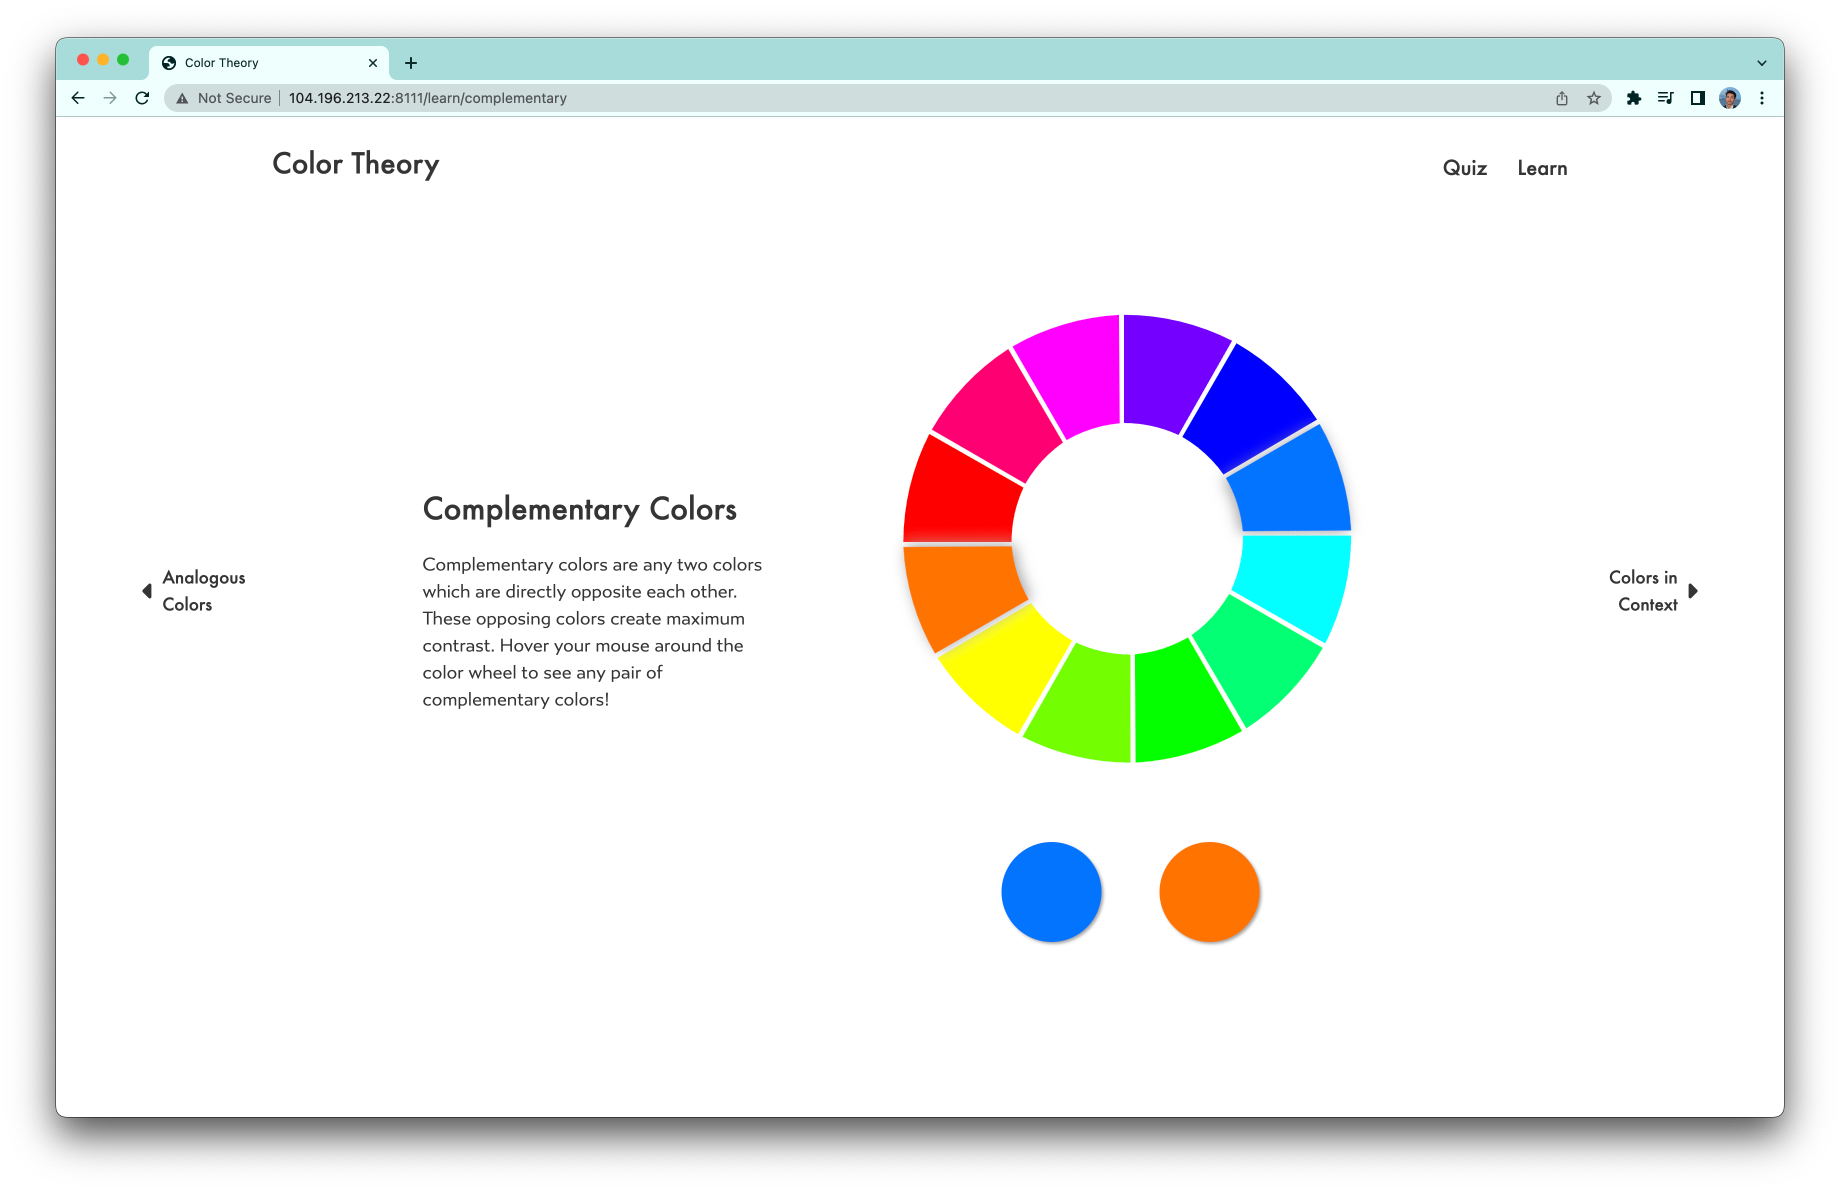 Color Theory
Not Secure
104.196.213.22:8111/learn/complementary
Color Theory
Quiz
Learn
Complementary Colors
Complementary colors are any two colors
which are directly opposite each other.
These opposing colors create maximum
contrast. Hover your mouse around the
color wheel to see any pair of
complementary colors!
Analogous
Colors
Colors in
Context